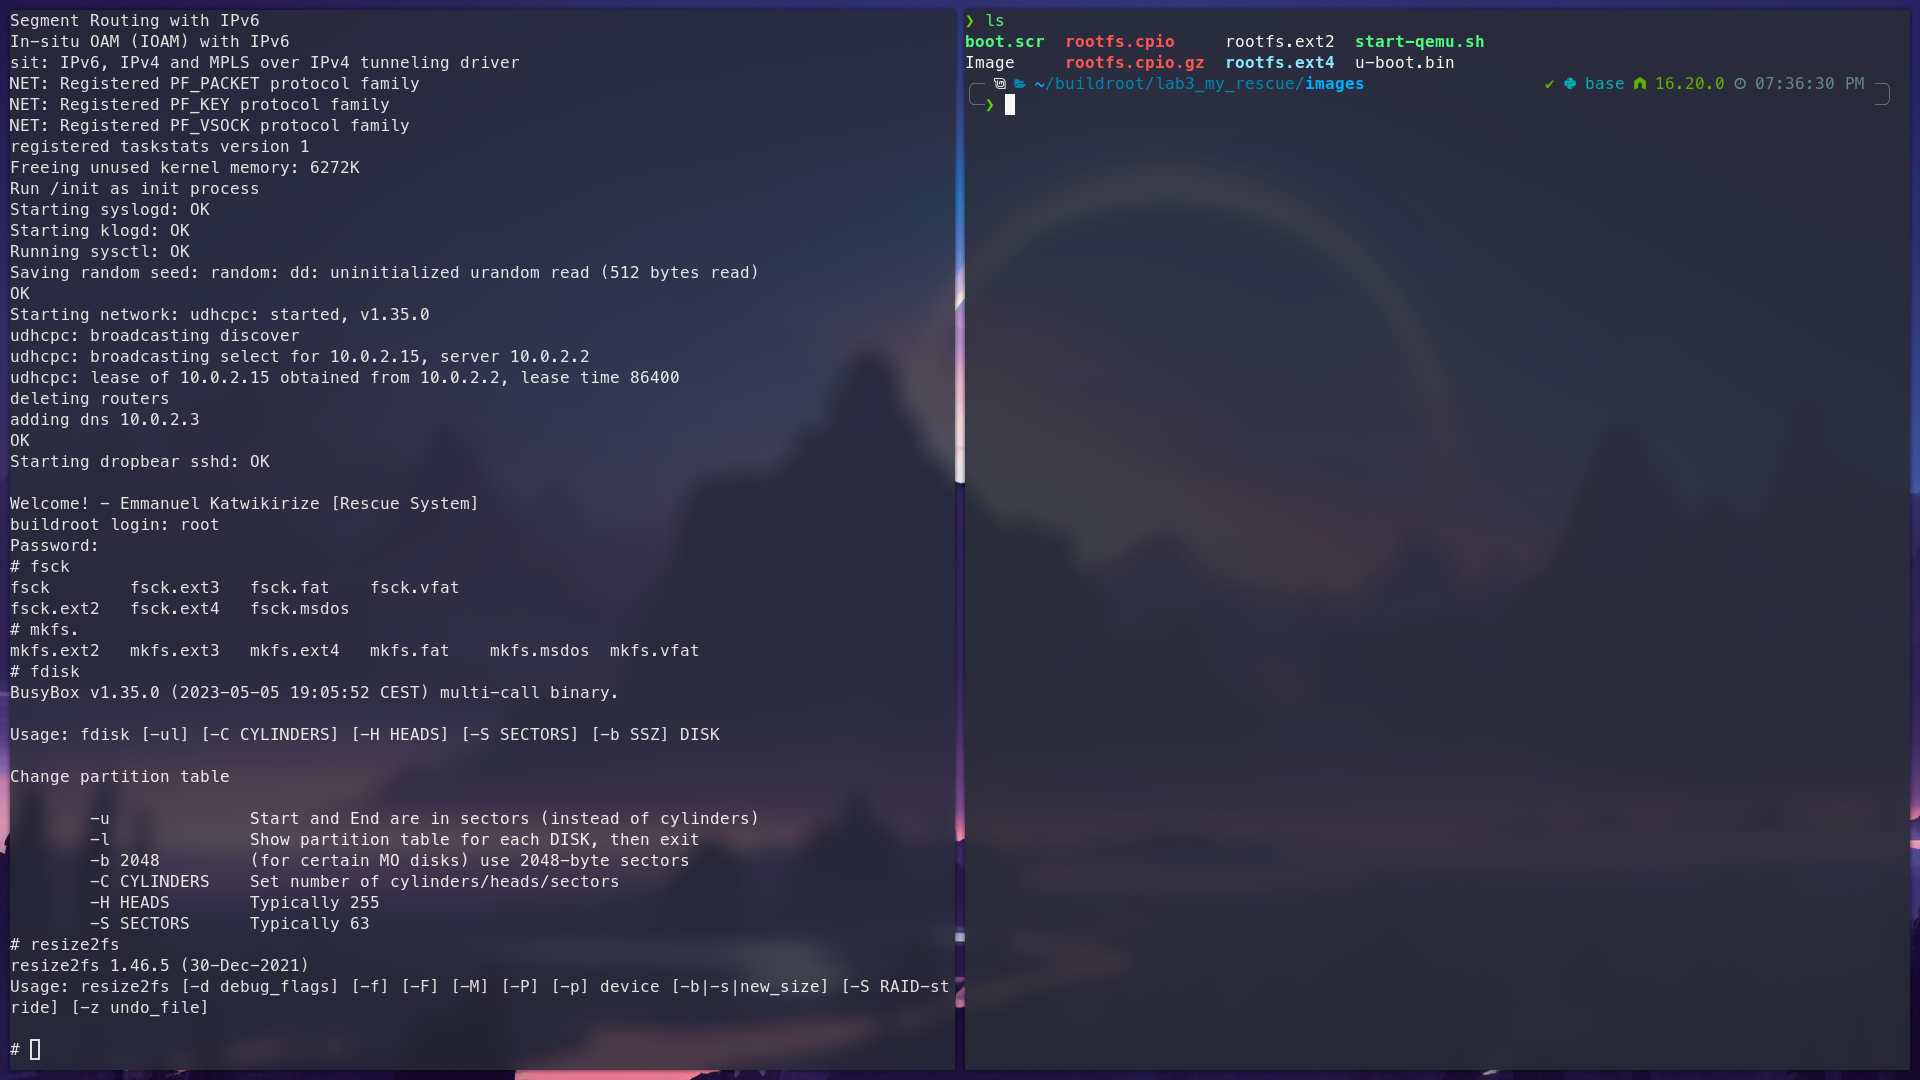 Segment Routing with IPv6
In-situ OAM (IOAM) with IPv6
sit: IPv6, IPv4 and MPLS over IPv4 tunneling driver
NET: Registered PF_PACKET protocol family
NET: Registered PF_KEY protocol family
NET: Registered PF_VSOCK protocol family
registered taskstats version 1
Freeing unused kernel memory: 6272K
Run /init as init process
Starting syslogd: OK
Starting klogd: OK
Running sysctl: OK
Saving random seed: random: dd: uninitialized urandom read (512 bytes read)
OK
Starting network: udhcpc: started, v1.35.0
udhcpc: broadcasting discover
udhcpc: broadcasting select for 10.0.2.15, server 10.0.2.2
udhcpc: lease of 10.0.2.15 obtained from 10.0.2.2, lease time 86400
deleting routers
adding dns 10.0.2.3
OK
Starting dropbear sshd: OK
Welcome! - Emmanuel Katwikirize [Rescue System]
buildroot login: root
Password:
# fsck
fsck        fsck.ext3   fsck.fat    fsck.vfat
fsck.ext2   fsck.ext4   fsck.msdos
# mkfs.
mkfs.ext2   mkfs.ext3   mkfs.ext4   mkfs.fat    mkfs.msdos  mkfs.vfat
# fdisk
BusyBox v1.35.0 (2023-05-05 19:05:52 CEST) multi-call binary.
Usage: fdisk [-ul] [-C CYLINDERS] [-H HEADS] [-S SECTORS] [-b SSZ] DISK
Change partition table
-u              Start and End are in sectors (instead of cylinders)
-l              Show partition table for each DISK, then exit
-b 2048         (for certain MO disks) use 2048-byte sectors
-C CYLINDERS    Set number of cylinders/heads/sectors
-H HEADS        Typically 255
-S SECTORS      Typically 63
# resize2fs
resize2fs 1.46.5 (30-Dec-2021)
Usage: resize2fs [-d debug_flags] [-f] [-F] [-M] [-P] [-p] device [-b|-s|new_size] [-S RAID-st
ride] [-z undo_file]
#
❯ ls
boot.scr  rootfs.cpio     rootfs.ext2  start-qemu.sh
Image     rootfs.cpio.gz  rootfs.ext4  u-boot.bin
~/buildroot/lab3_my_rescue/images ✔ base 16.20.0 07:36:30 PM
❯